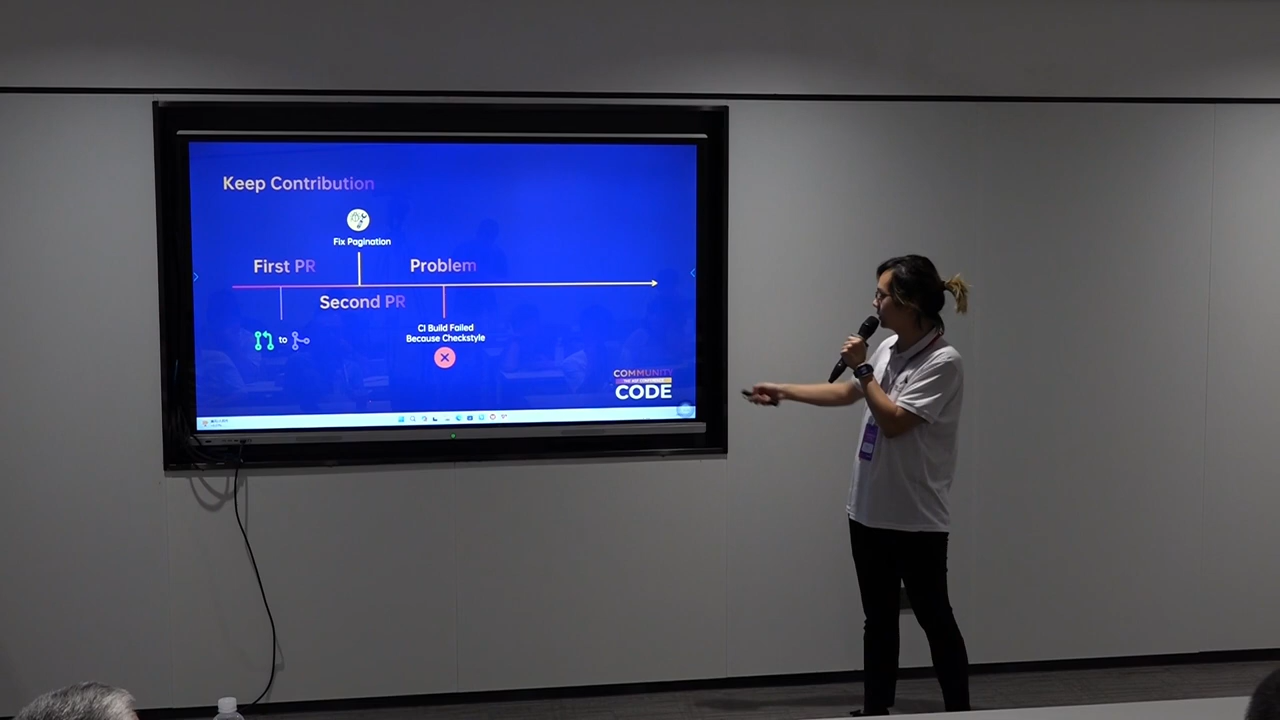 Keep Contribution
Fix Pagination
First PR
Problem
Second PR
to
CI Build Failed
Because Checkstyle
COMMUNITY
CODE